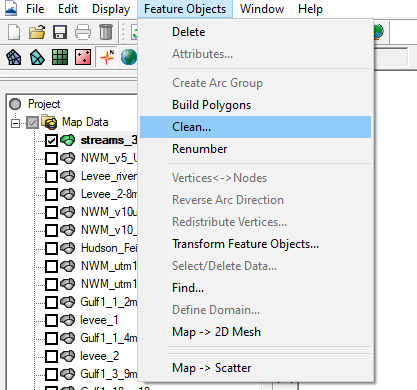 File Edit Display Feature Objects Window Help
Delete
Attributes...
Create Arc Group
Build Polygons
Clean...
Renumber
Vertices<->Nodes
Reverse Arc Direction
Redistribute Vertices...
Transform Feature Objects...
Select/Delete Data...
Find...
Define Domain...
Map -> 2D Mesh
Map -> Scatter
Project
Map Data
streams_3
NWM_v5_U
Levee_river
Levee_2-8m
NWM_v10u
NWM_v10_
Hudson_Fei
NWM_utm1
NWM_utm1
Gulf1_1_2m
levee_1
Gulf1_1_4m
levee_2
Gulf1_3_9m